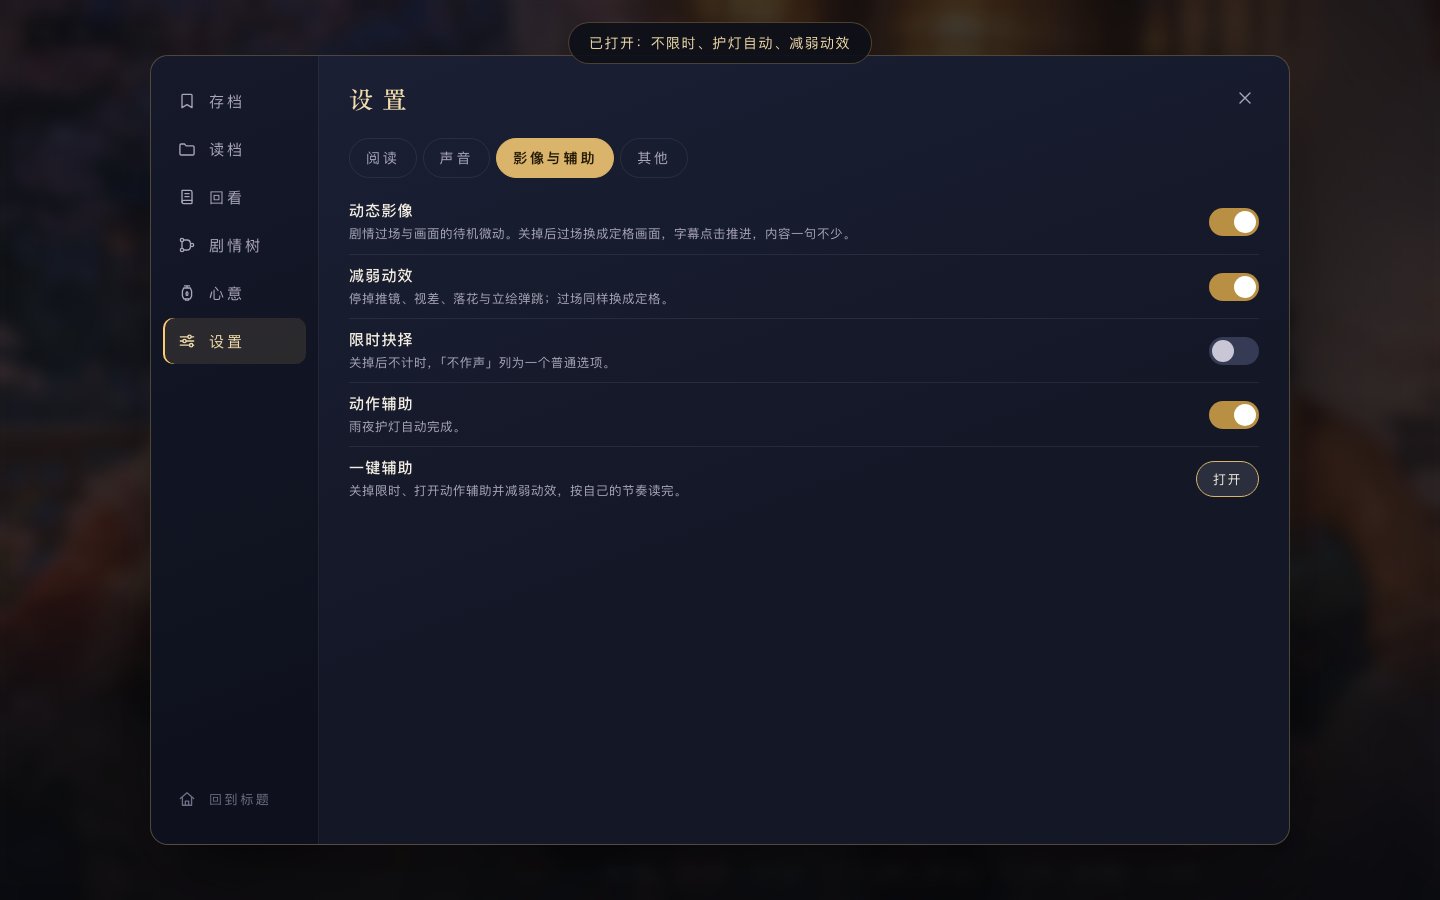 已打开：不限时、护灯自动、减弱动效
存档
读档
回看
剧情树
心意
设置
回到标题
设置
阅读
声音
影像与辅助
其他
动态影像
剧情过场与画面的待机微动。关掉后过场换成定格画面，字幕点击推进，内容一句不少。
减弱动效
停掉推镜、视差、落花与立绘弹跳；过场同样换成定格。
限时抉择
关掉后不计时，「不作声」列为一个普通选项。
动作辅助
雨夜护灯自动完成。
一键辅助
关掉限时、打开动作辅助并减弱动效，按自己的节奏读完。
打开